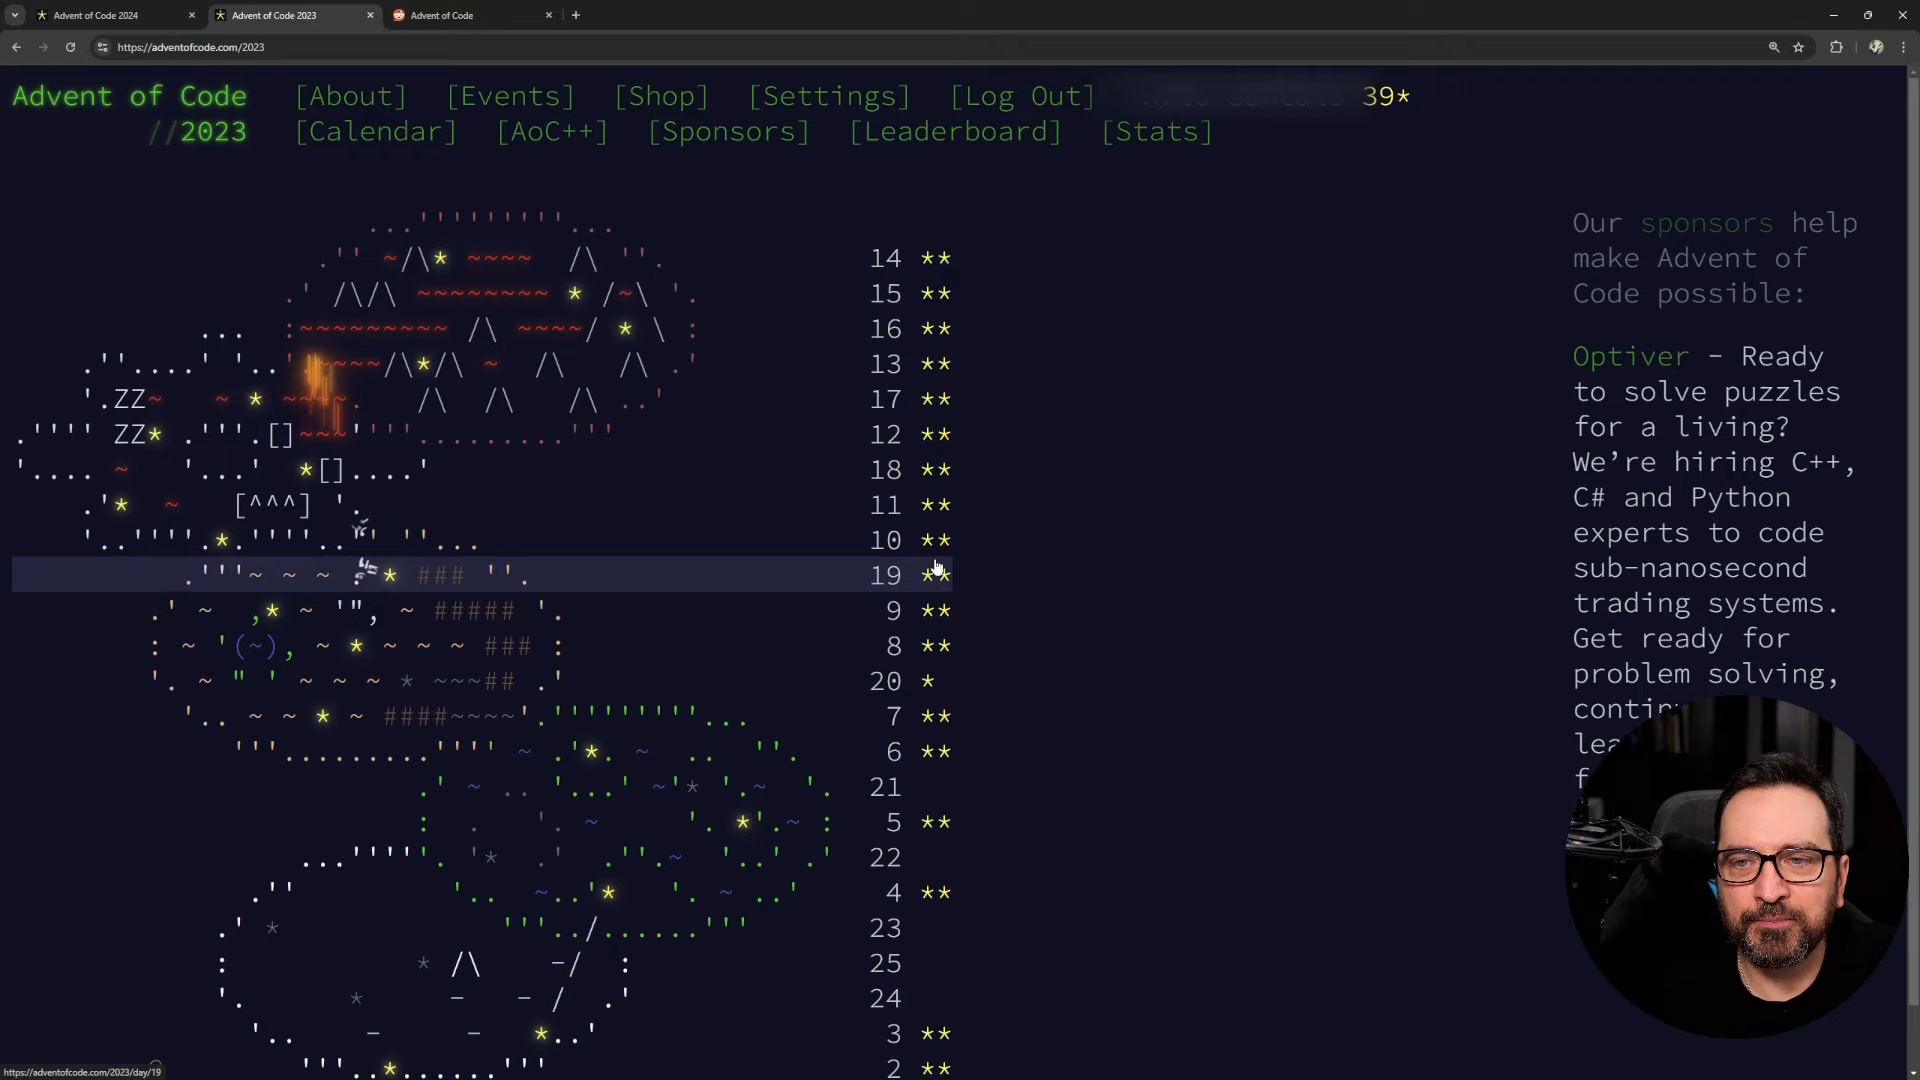 Advent of Code 2024
Advent of Code 2023
Advent of Code
https://adventofcode.com/2023
Advent of Code [About] [Events] [Shop] [Settings] [Log Out] 39*
//2023 [Calendar] [AoC++] [Sponsors] [Leaderboard] [Stats]
14 **
15 **
16 **
13 **
17 **
12 **
18 **
11 **
10 **
19 **
9 **
8 **
20 *
7 **
6 **
21
5 **
22
4 **
23
25
24
3 **
2 **
ZZ
ZZ
Our sponsors help
make Advent of
Code possible:
Optiver - Ready
to solve puzzles
for a living?
We're hiring C++,
C# and Python
experts to code
sub-nanosecond
trading systems.
Get ready for
problem solving,
https://adventofcode.com/2023/day/19